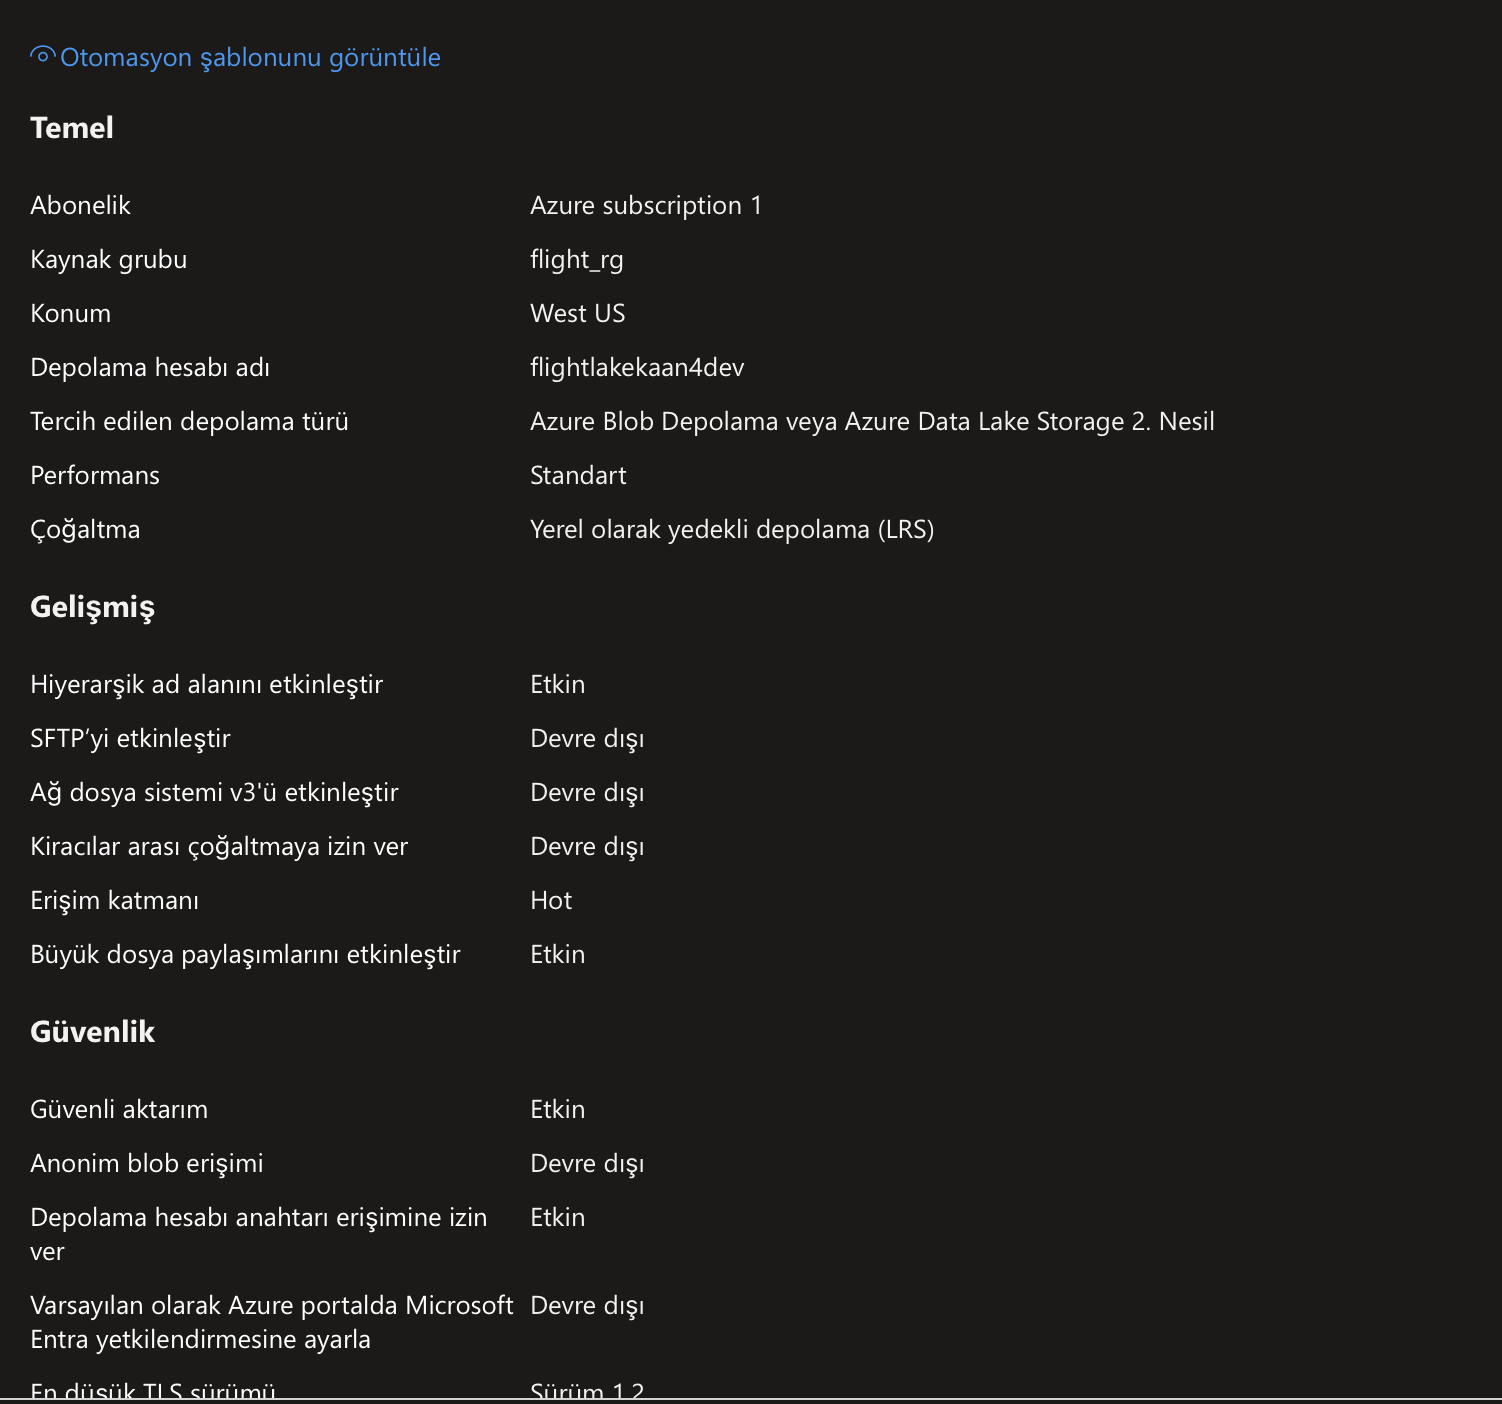 Otomasyon şablonunu görüntüle
Temel
Abonelik Azure subscription 1
Kaynak grubu flight_rg
Konum West US
Depolama hesabı adı flightlakekaan4dev
Tercih edilen depolama türü Azure Blob Depolama veya Azure Data Lake Storage 2. Nesil
Performans Standart
Çoğaltma Yerel olarak yedekli depolama (LRS)
Gelişmiş
Hiyerarşik ad alanını etkinleştir Etkin
SFTP’yi etkinleştir Devre dışı
Ağ dosya sistemi v3'ü etkinleştir Devre dışı
Kiracılar arası çoğaltmaya izin ver Devre dışı
Erişim katmanı Hot
Büyük dosya paylaşımlarını etkinleştir Etkin
Güvenlik
Güvenli aktarım Etkin
Anonim blob erişimi Devre dışı
Depolama hesabı anahtarı erişimine izin Etkin
ver
Varsayılan olarak Azure portalda Microsoft Devre dışı
Entra yetkilendirmesine ayarla
En düşük TLS sürümü Sürüm 1.2